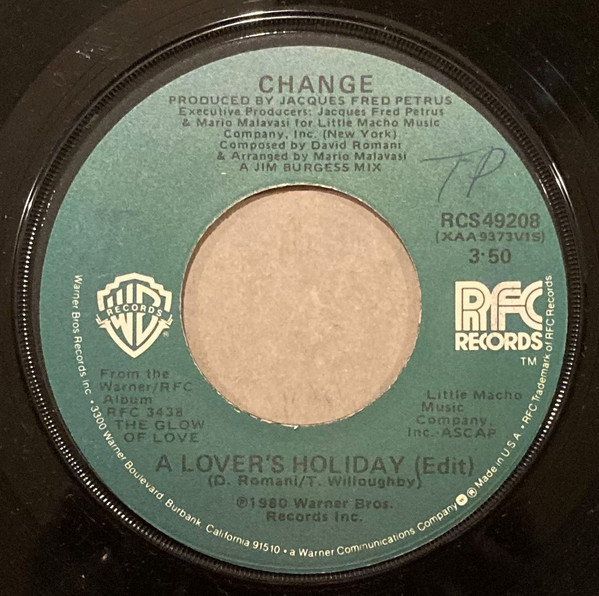 CHANGE
PRODUCED BY JACQUES FRED PETRUS
Executive Producers: Jacques Fred Petrus
& Mario Malavasi for Little Macho Music
Company, Inc. (New York)
Composed by David Romani
& Arranged by Mario Malavasi
A JIM BURGESS MIX
TP
RCS49208
(XAA9373V1S)
3·50
WB
RECORDS
®
RFC
RECORDS
TM
From the
Warner/RFC
Album
RFC 3438
THE GLOW
OF LOVE
Little Macho
Music
Company,
Inc.-ASCAP
A LOVER'S HOLIDAY (Edit)
(D. Romani/T. Willoughby)
℗1980 Warner Bros.
Records Inc.
Warner Bros Records Inc. • 3300 Warner Boulevard, Burbank, California 91510 • a Warner Communications Company ® Made in U.S.A. • RFC Trademark of RFC Records